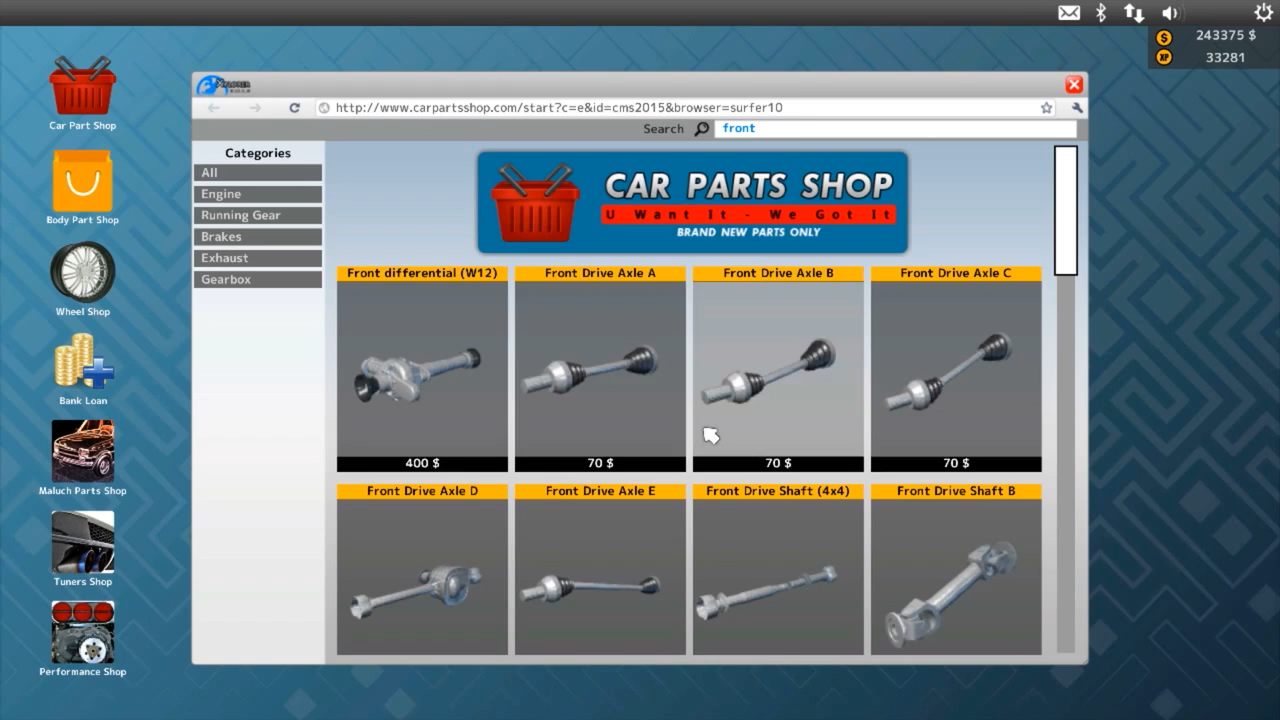 243375 $
33281
Car Part Shop
Body Part Shop
Wheel Shop
Bank Loan
Maluch Parts Shop
Tuners Shop
Performance Shop
http://www.carpartsshop.com/start?c=e&id=cms2015&browser=surfer10
Search front
Categories
All
Engine
Running Gear
Brakes
Exhaust
Gearbox
CAR PARTS SHOP
U Want It - We Got It
BRAND NEW PARTS ONLY
Front differential (W12) Front Drive Axle A Front Drive Axle B Front Drive Axle C
400 $ 70 $ 70 $ 70 $
Front Drive Axle D Front Drive Axle E Front Drive Shaft (4x4) Front Drive Shaft B